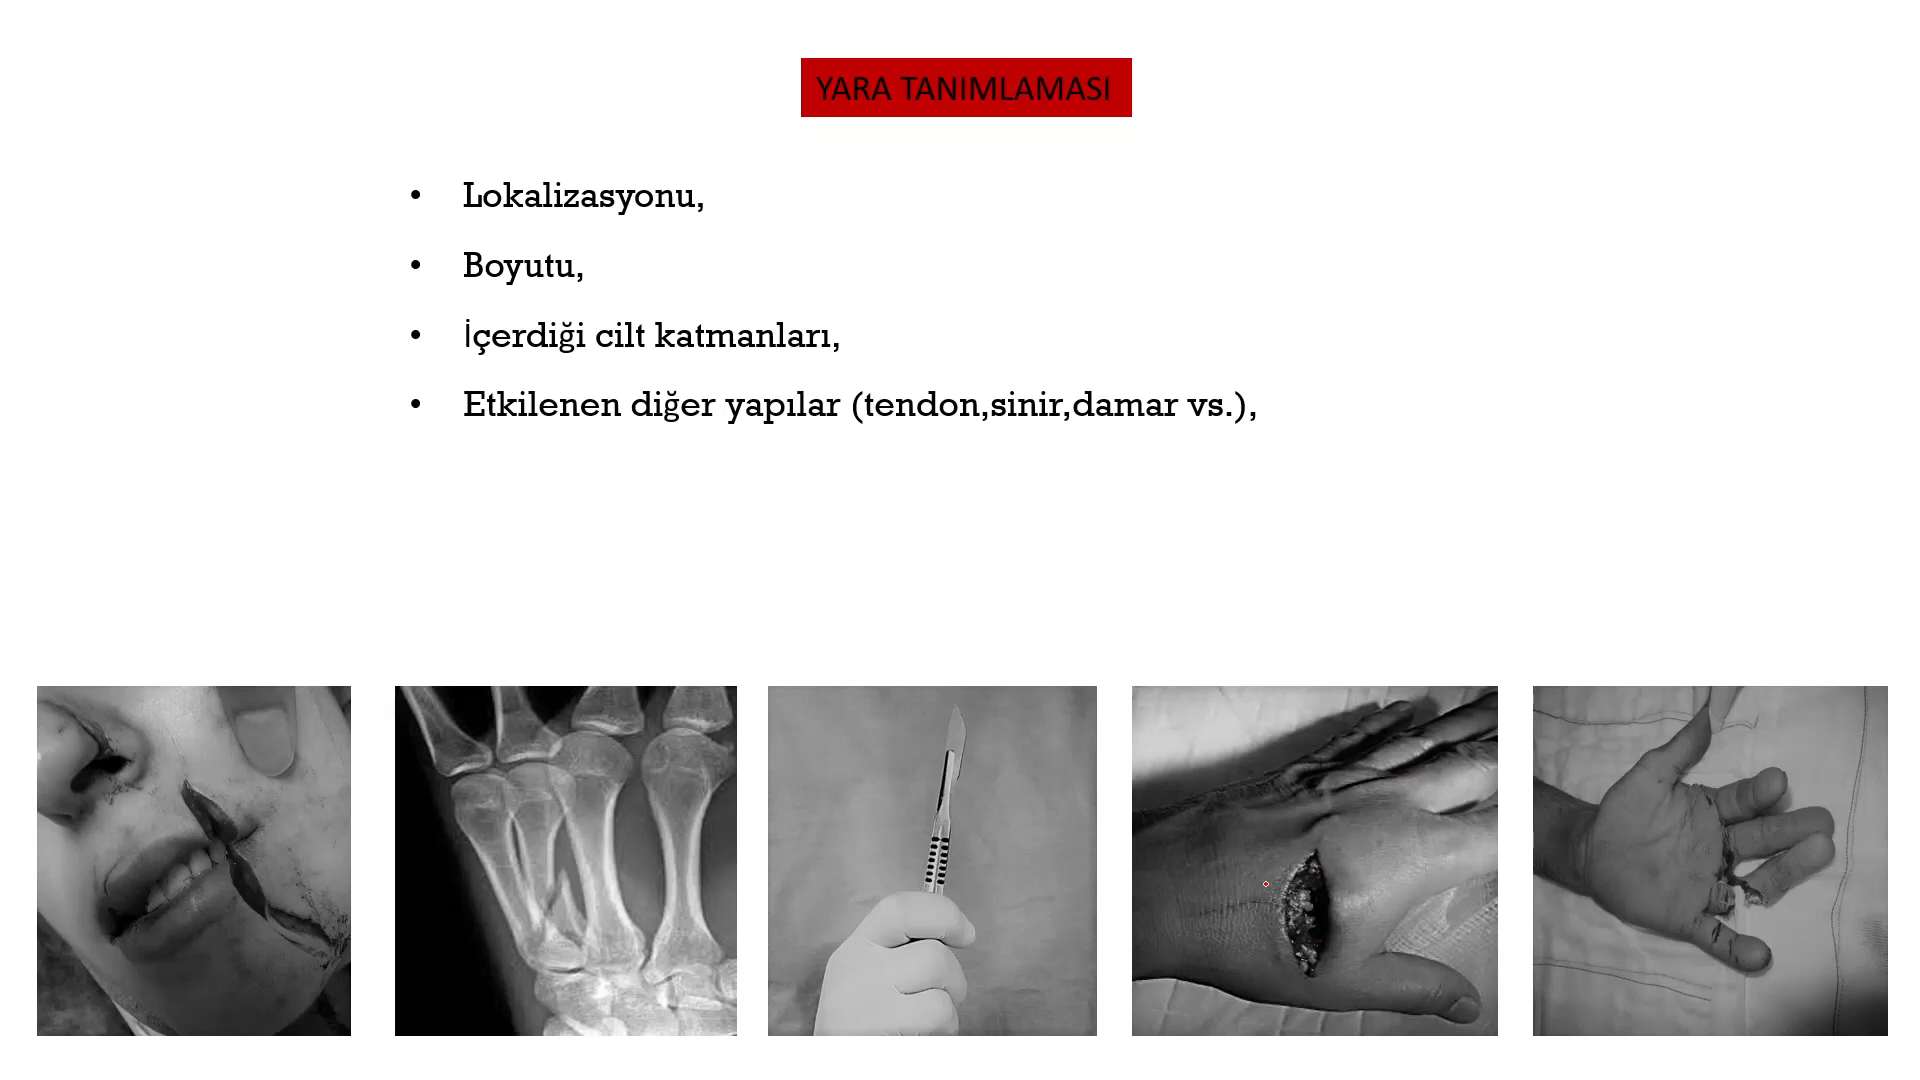 YARA TANIMLAMASI
• Lokalizasyonu,
• Boyutu,
• İçerdiği cilt katmanları,
• Etkilenen diğer yapılar (tendon,sinir,damar vs.),